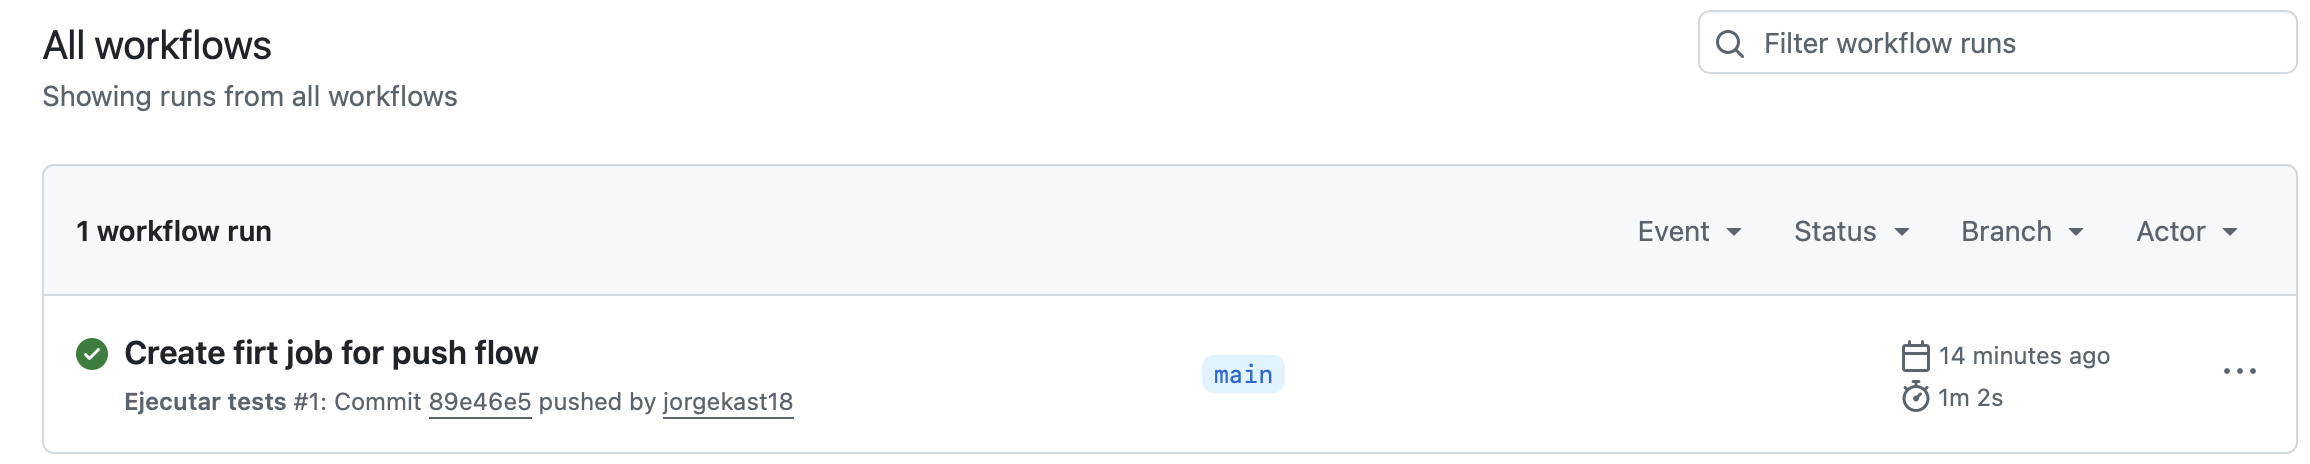 All workflows
Filter workflow runs
Showing runs from all workflows
1 workflow run
Event
Status
Branch
Actor
Create firt job for push flow
main
14 minutes ago
Ejecutar tests #1: Commit 89e46e5 pushed by jorgekast18
1m 2s